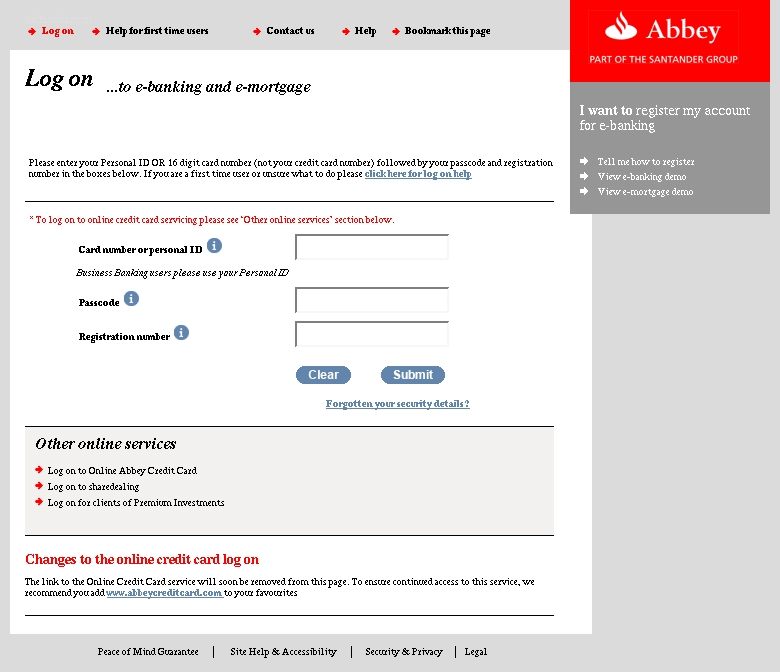 Log on
Help for first time users
Contact us
Help
Bookmark this page
Abbey
PART OF THE SANTANDER GROUP
Log on ...to e-banking and e-mortgage
I want to register my account
for e-banking
Tell me how to register
View e-banking demo
View e-mortgage demo
Please enter your Personal ID OR 16 digit card number (not your credit card number) followed by your passcode and registration
number in the boxes below. If you are a first time user or unsure what to do please click here for log on help
* To log on to online credit card servicing please see 'Other online services' section below.
Card number or personal ID i
Business Banking users please use your Personal ID
Passcode i
Registration number i
Clear
Submit
Forgotten your security details?
Other online services
Log on to Online Abbey Credit Card
Log on to sharedealing
Log on for clients of Premium Investments
Changes to the online credit card log on
The link to the Online Credit Card service will soon be removed from this page. To ensure continued access to this service, we
recommend you add www.abbeycreditcard.com to your favourites
Peace of Mind Guarantee | Site Help & Accessibility | Security & Privacy | Legal